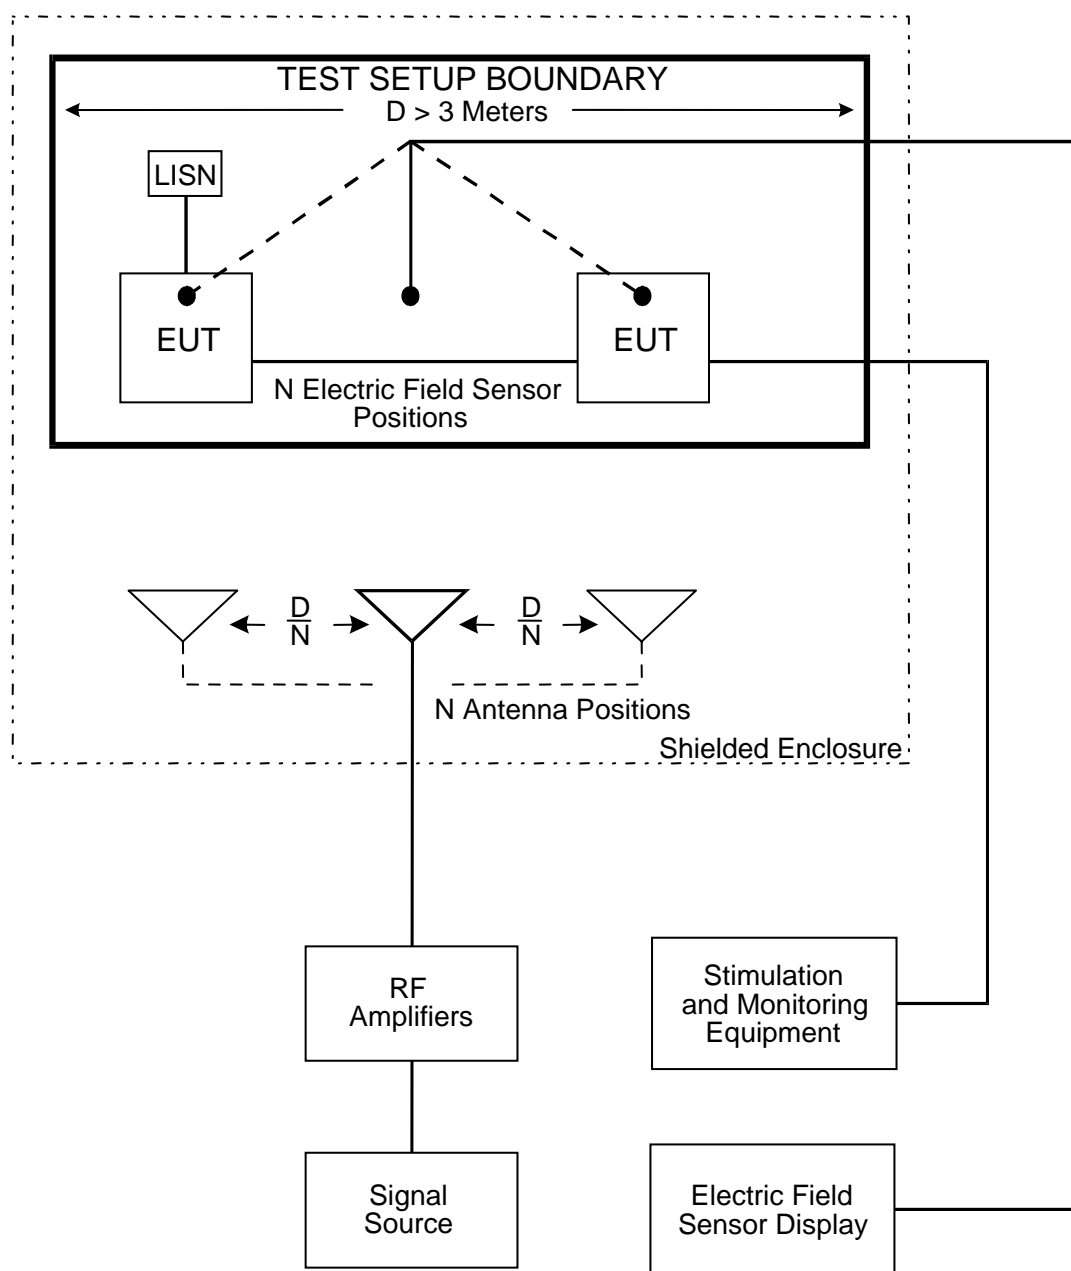 TEST SETUP BOUNDARY
D > 3 Meters
LISN
EUT
EUT
N Electric Field Sensor
Positions
D
N
D
N
N Antenna Positions
Shielded Enclosure
RF
Amplifiers
Stimulation
and Monitoring
Equipment
Signal
Source
Electric Field
Sensor Display